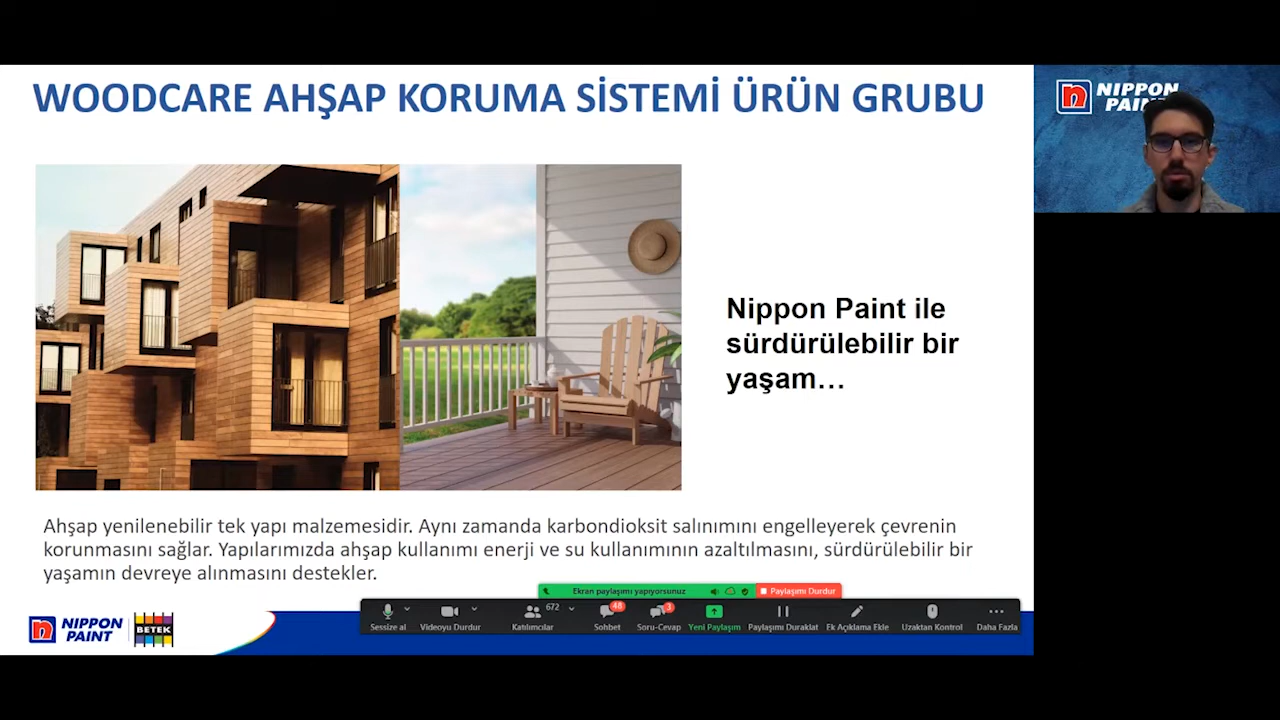 WOODCARE AHŞAP KORUMA SİSTEMİ ÜRÜN GRUBU
NIPPON
PAINT
Nippon Paint ile
sürdürülebilir bir
yaşam...
Ahşap yenilenebilir tek yapı malzemesidir. Aynı zamanda karbondioksit salınımını engelleyerek çevrenin
korunmasını sağlar. Yapılarımızda ahşap kullanımı enerji ve su kullanımının azaltılmasını, sürdürülebilir bir
yaşamın devreye alınmasını destekler.
Ekran paylaşımı yapıyorsunuz
Paylaşımı Durdur
672
48
3
Sessize al
Videoyu Durdur
Katılımcılar
Sohbet
Soru-Cevap
Yeni Paylaşım
Paylaşımı Duraklat
Ek Açıklama Ekle
Uzaktan Kontrol
Daha Fazla
NIPPON
PAINT
BETEK